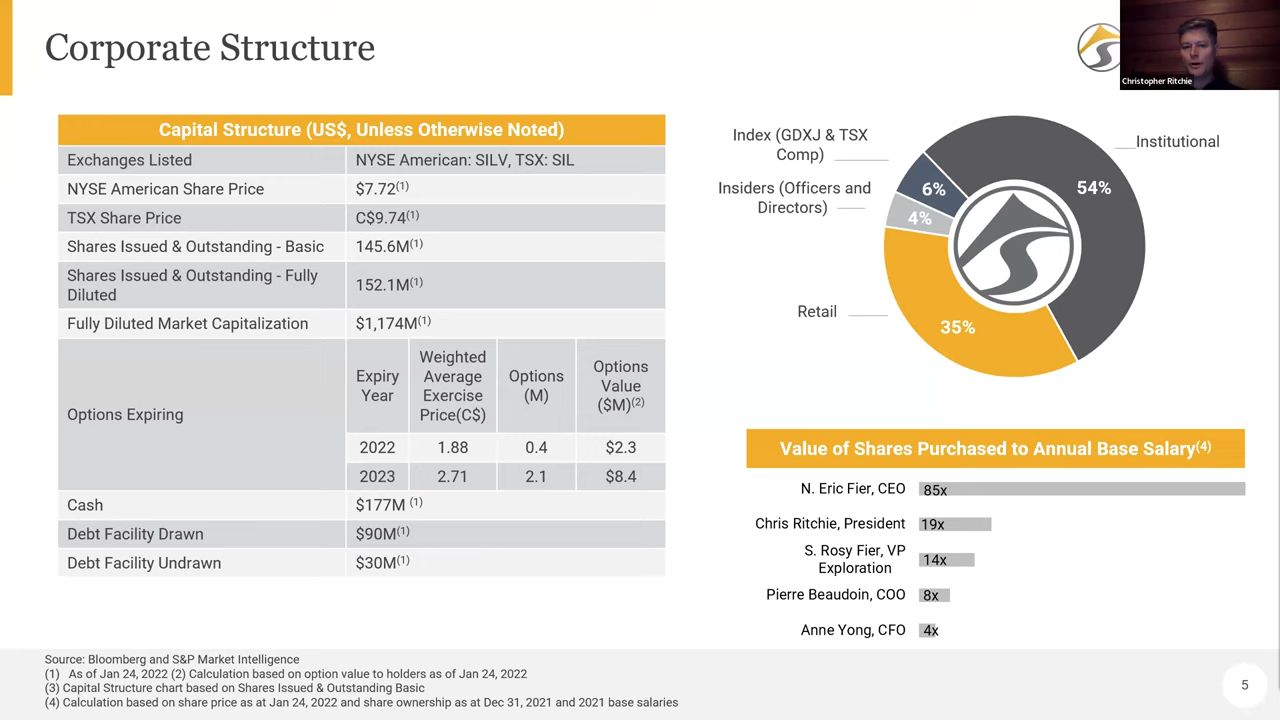 Corporate Structure
Christopher Ritchie
Capital Structure (US$, Unless Otherwise Noted)
Exchanges Listed NYSE American: SILV, TSX: SIL
NYSE American Share Price $7.72(1)
TSX Share Price C$9.74(1)
Shares Issued & Outstanding - Basic 145.6M(1)
Shares Issued & Outstanding - Fully
Diluted
152.1M(1)
Fully Diluted Market Capitalization $1,174M(1)
Options Expiring
Expiry
Year
Weighted
Average
Exercise
Price(C$)
Options
(M)
Options
Value
($M)(2)
2022 1.88 0.4 $2.3
2023 2.71 2.1 $8.4
Cash $177M (1)
Debt Facility Drawn $90M(1)
Debt Facility Undrawn $30M(1)
Index (GDXJ & TSX
Comp)
Insiders (Officers and
Directors)
Retail
Institutional
54%
6%
4%
35%
Value of Shares Purchased to Annual Base Salary(4)
N. Eric Fier, CEO 85x
Chris Ritchie, President 19x
S. Rosy Fier, VP
Exploration
14x
Pierre Beaudoin, COO 8x
Anne Yong, CFO 4x
Source: Bloomberg and S&P Market Intelligence
(1) As of Jan 24, 2022 (2) Calculation based on option value to holders as of Jan 24, 2022
(3) Capital Structure chart based on Shares Issued & Outstanding Basic
(4) Calculation based on share price as at Jan 24, 2022 and share ownership as at Dec 31, 2021 and 2021 base salaries
5